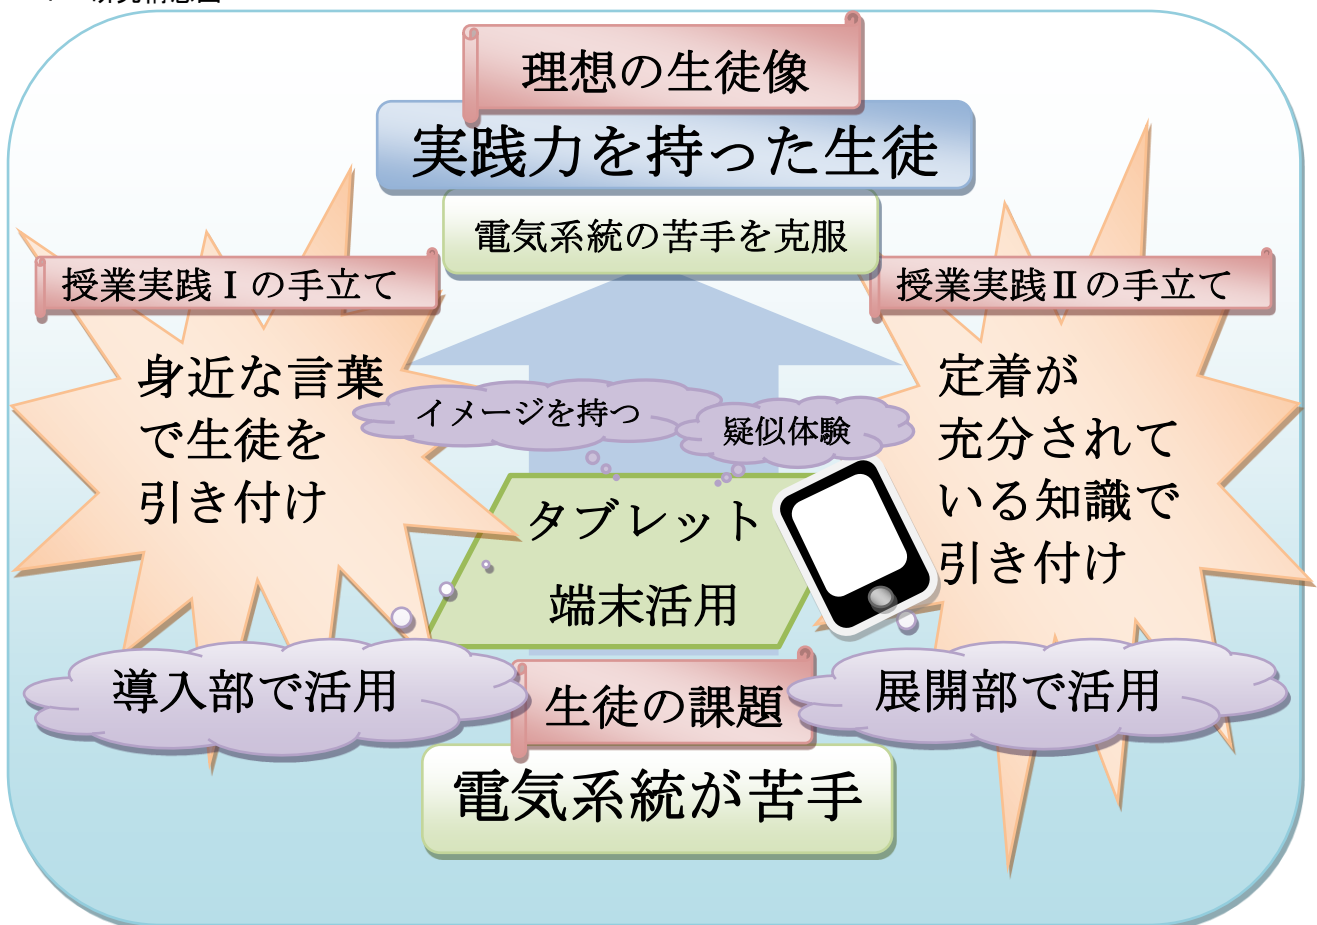 理想の生徒像
実践力を持った生徒
電気系統の苦手を克服
授業実践Ⅰの手立て
身近な言葉
で生徒を
引き付け
授業実践Ⅱの手立て
定着が
充分されて
いる知識で
引き付け
イメージを持つ
疑似体験
タブレット
端末活用
導入部で活用
展開部で活用
生徒の課題
電気系統が苦手